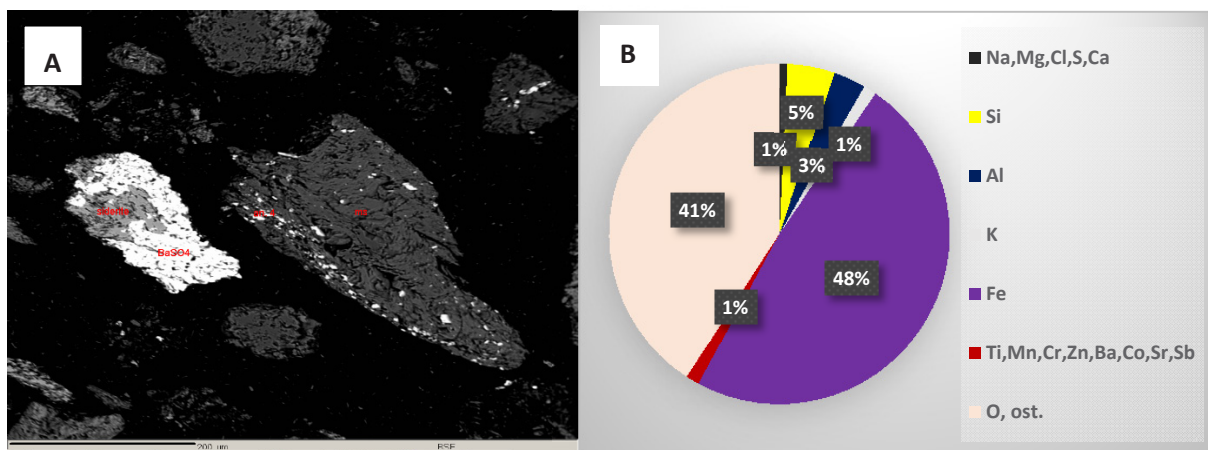 A
BaSO4
200 um
BSE
B
5%
1%
1%
3%
41%
48%
1%
Na,Mg,Cl,S,Ca
Si
Al
K
Fe
Ti,Mn,Cr,Zn,Ba,Co,Sr,Sb
O, ost.